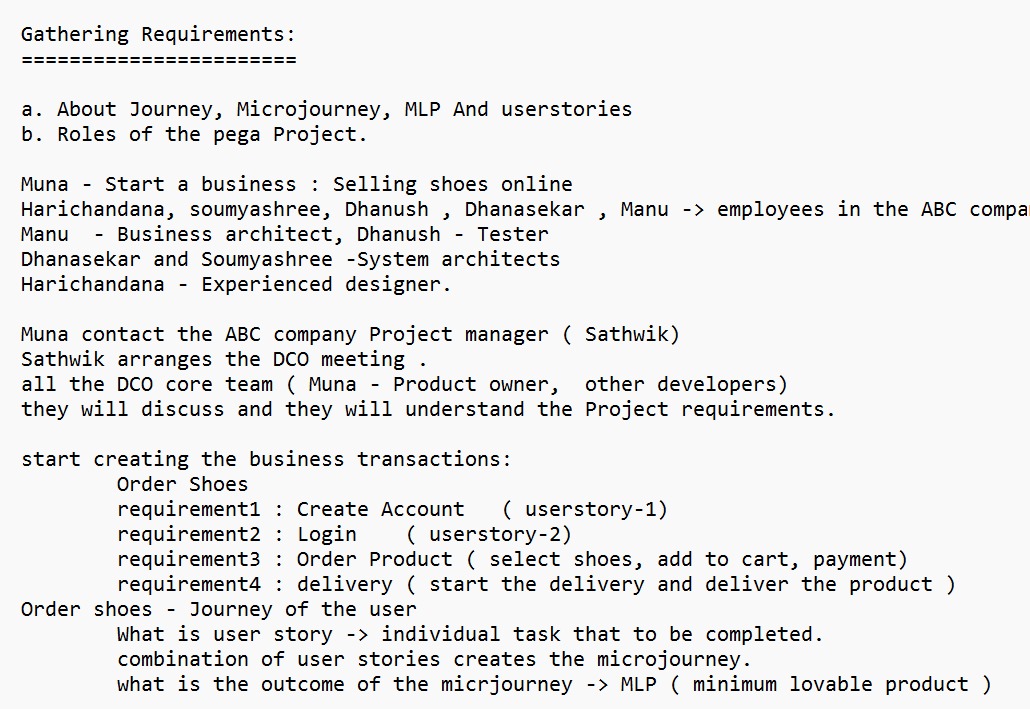 Gathering Requirements:
=======================
a. About Journey, Microjourney, MLP And userstories
b. Roles of the pega Project.
Muna - Start a business : Selling shoes online
Harichandana, soumyashree, Dhanush , Dhanasekar , Manu -> employees in the ABC
Manu  - Business architect, Dhanush - Tester
Dhanasekar and Soumyashree -System architects
Harichandana - Experienced designer.
Muna contact the ABC company Project manager ( Sathwik)
Sathwik arranges the DCO meeting .
all the DCO core team ( Muna - Product owner,  other developers)
they will discuss and they will understand the Project requirements.
start creating the business transactions:
Order Shoes
requirement1 : Create Account   ( userstory-1)
requirement2 : Login    ( userstory-2)
requirement3 : Order Product ( select shoes, add to cart, payment)
requirement4 : delivery ( start the delivery and deliver the product )
Order shoes - Journey of the user
What is user story -> individual task that to be completed.
combination of user stories creates the microjourney.
what is the outcome of the micrjourney -> MLP ( minimum lovable product )